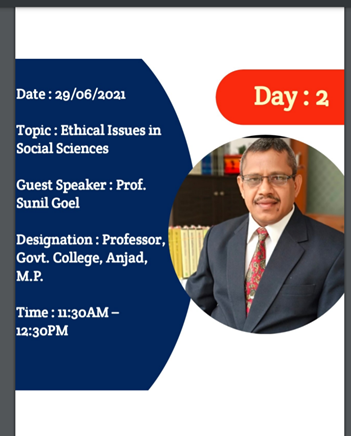 Day : 2
Date : 29/06/2021
Topic : Ethical Issues in
Social Sciences
Guest Speaker : Prof.
Sunil Goel
Designation : Professor,
Govt. College, Anjad,
M.P.
Time : 11:30AM –
12:30PM